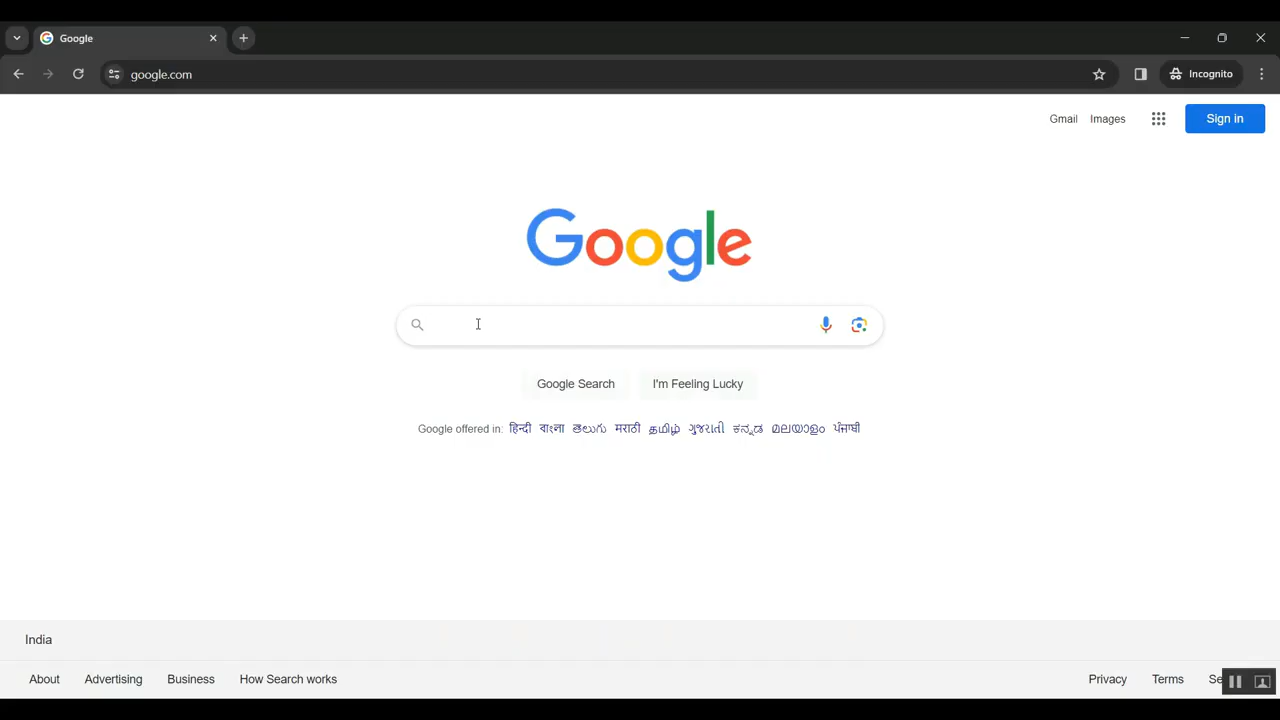 Google
google.com
Incognito
Gmail Images Sign in
Google
Google Search I'm Feeling Lucky
Google offered in: हिन्दी বাংলা తెలుగు मराठी தமிழ் ગુજરાતી ಕನ್ನಡ മലയാളം ਪੰਜਾਬੀ
India
About Advertising Business How Search works Privacy Terms Se